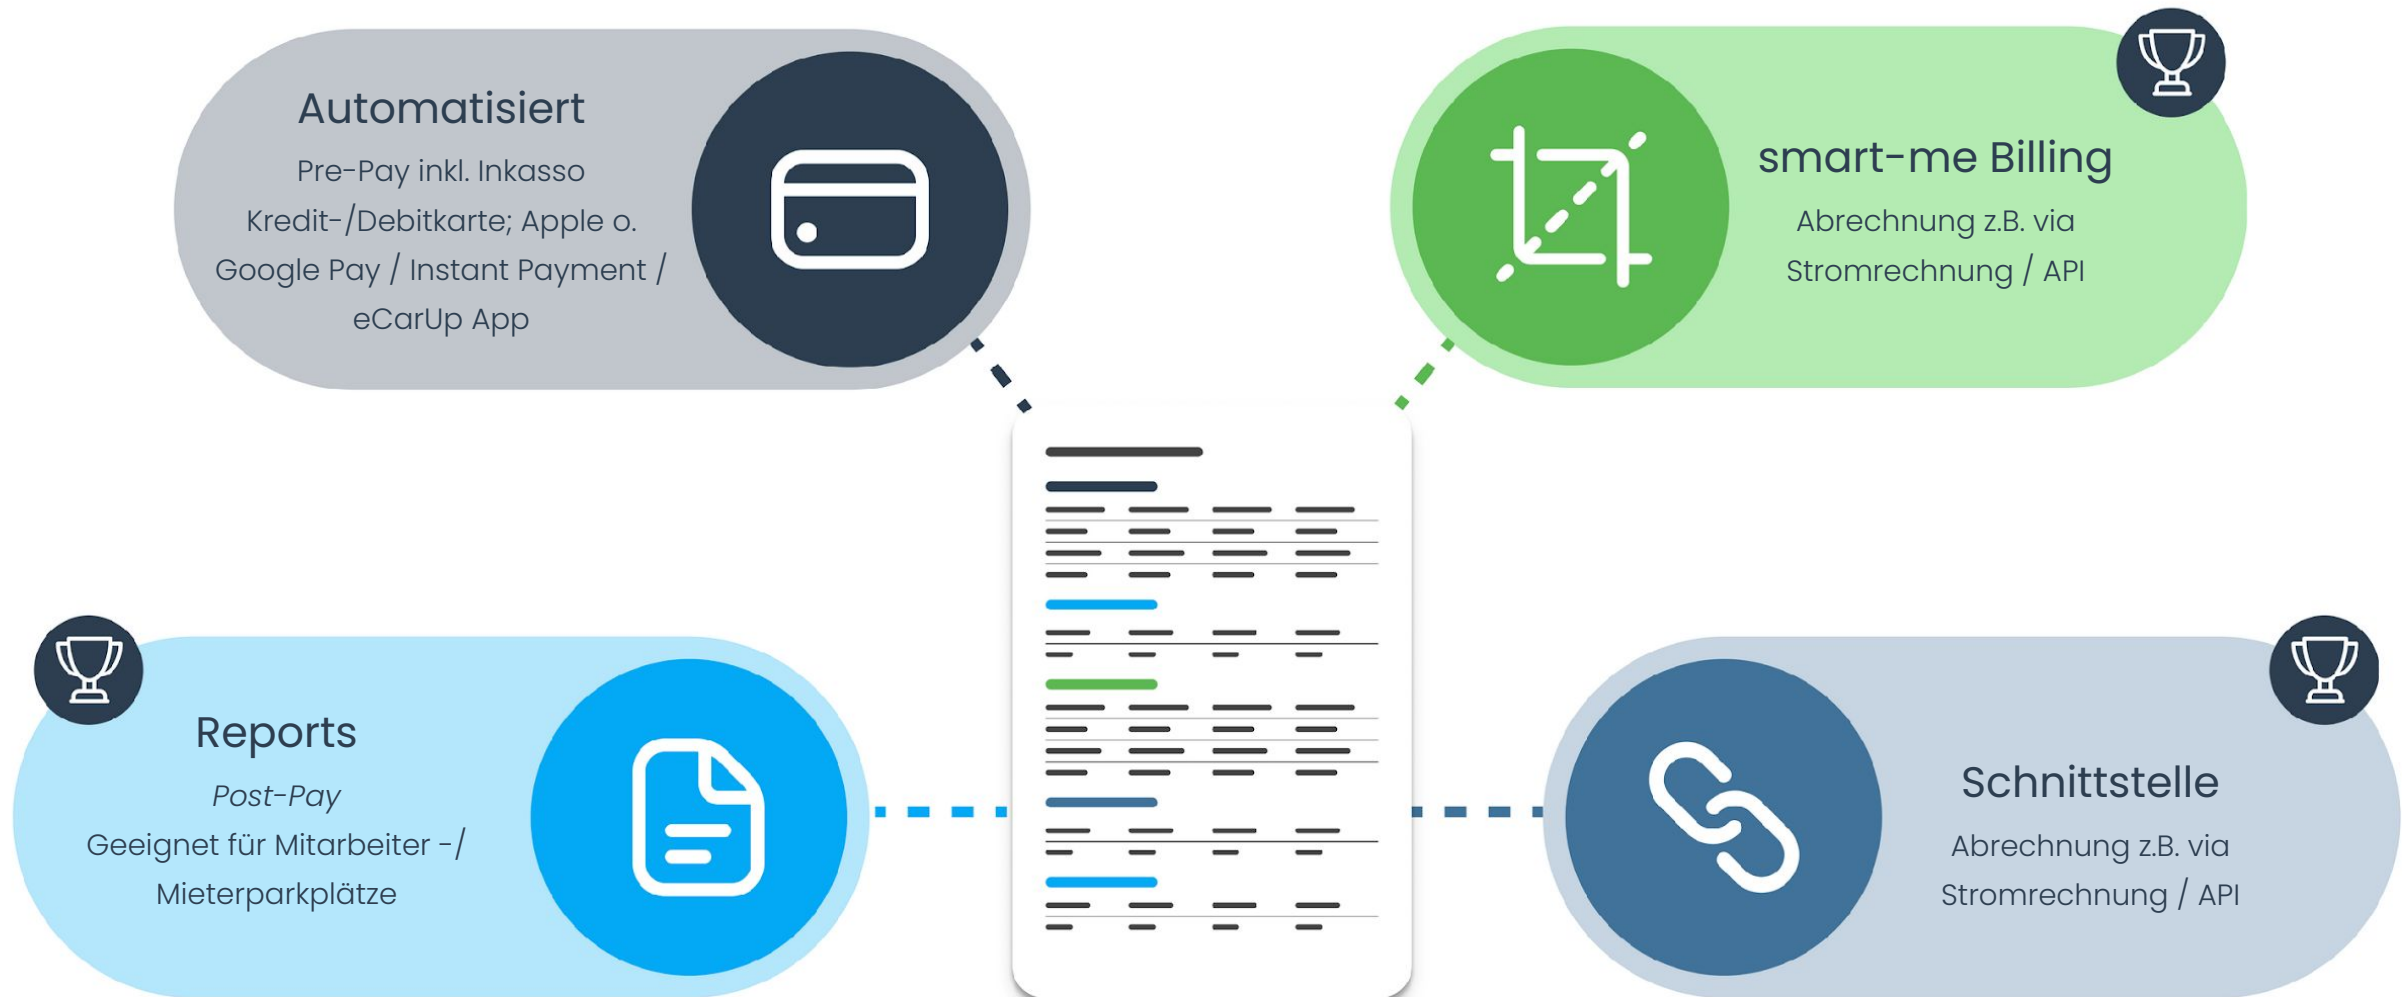 Automatisiert
Pre-Pay inkl. Inkasso
Kredit-/Debitkarte; Apple o.
Google Pay / Instant Payment /
eCarUp App
smart-me Billing
Abrechnung z.B. via
Stromrechnung / API
Reports
Post-Pay
Geeignet für Mitarbeiter -/
Mieterparkplätze
Schnittstelle
Abrechnung z.B. via
Stromrechnung / API